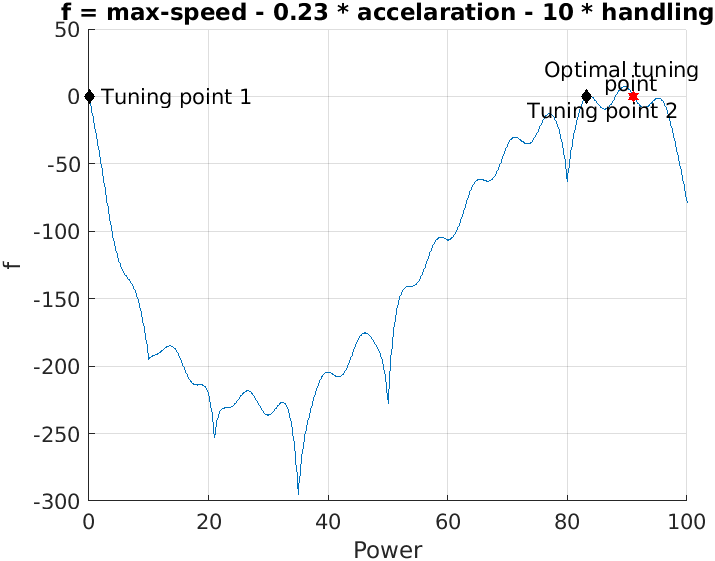 f = max-speed - 0.23 * accelaration - 10 * handling
50
0
-50
-100
-150
-200
-250
-300
f
Tuning point 1
Optimal tuning
point
Tuning point 2
0
20
40
60
80
100
Power